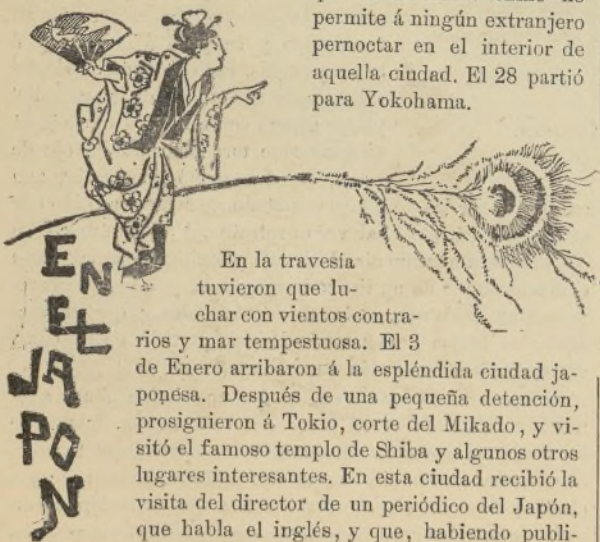 permite á ningún extranjero
pernoctar en el interior de
aquella ciudad. El 28 partió
para Yokohama.
EN
EL
JAPON
En la travesia
tuvieron que lu-
char con vientos contra-
rios y mar tempestuosa. El 3
de Enero arribaron á la espléndida ciudad ja-
ponesa. Después de una pequeña detención,
prosiguieron á Tokio, corte del Mikado, y vi-
sitó el famoso templo de Shiba y algunos otros
lugares interesantes. En esta ciudad recibió la
visita del director de un periódico del Japón,
que habla el inglés, y que, habiendo publi-